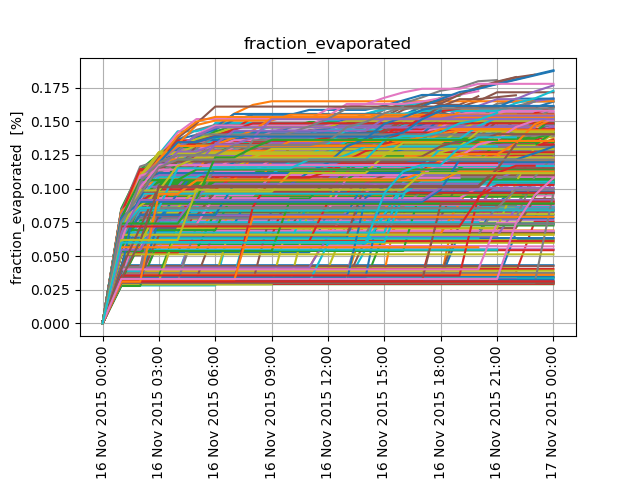 fraction_evaporated
fraction_evaporated [%]
0.175
0.150
0.125
0.100
0.075
0.050
0.025
0.000
16 Nov 2015 00:00
16 Nov 2015 03:00
16 Nov 2015 06:00
16 Nov 2015 09:00
16 Nov 2015 12:00
16 Nov 2015 15:00
16 Nov 2015 18:00
16 Nov 2015 21:00
17 Nov 2015 00:00